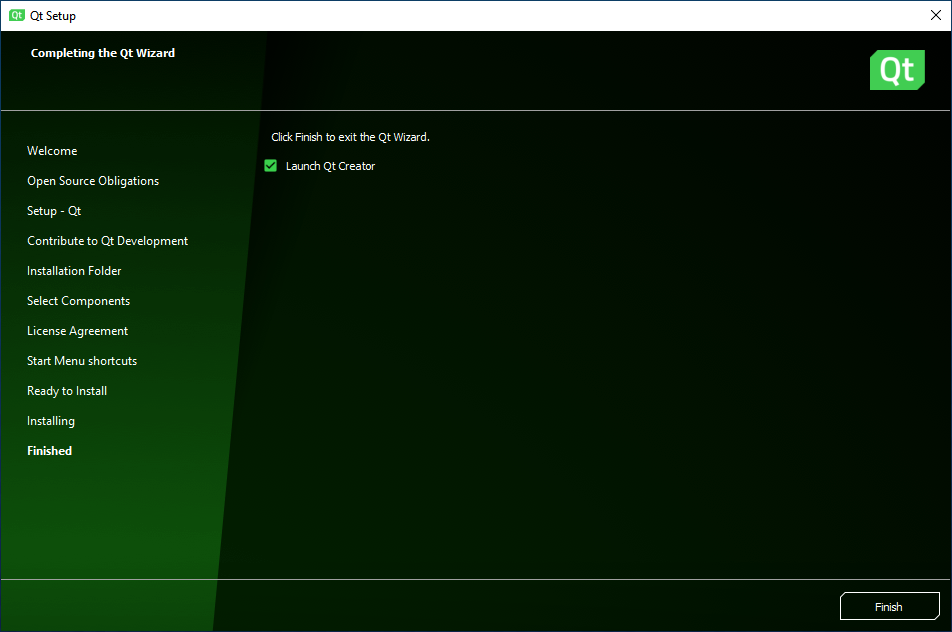 Qt Qt Setup
Completing the Qt Wizard
Qt
Click Finish to exit the Qt Wizard.
Launch Qt Creator
Welcome
Open Source Obligations
Setup - Qt
Contribute to Qt Development
Installation Folder
Select Components
License Agreement
Start Menu shortcuts
Ready to Install
Installing
Finished
Finish